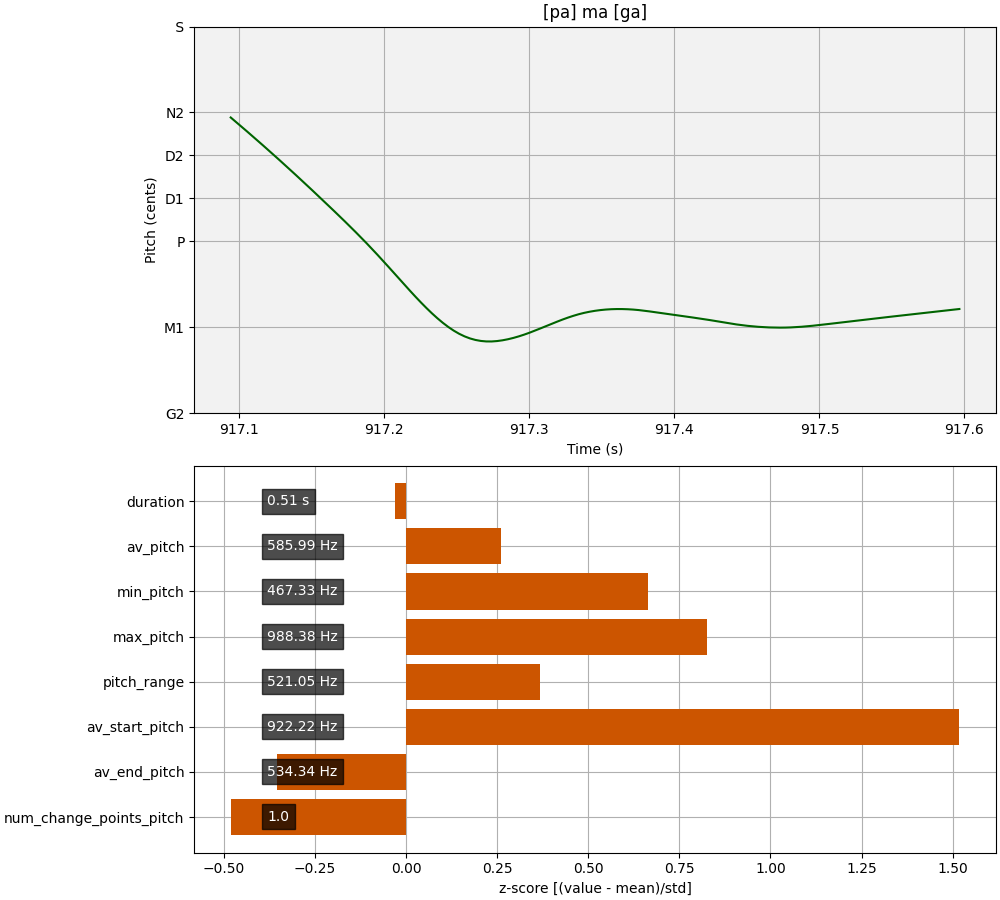 [pa] ma [ga]
S
N2
D2
D1
P
M1
G2
Pitch (cents)
917.1 917.2 917.3 917.4 917.5 917.6
Time (s)
duration 0.51 s
av_pitch 585.99 Hz
min_pitch 467.33 Hz
max_pitch 988.38 Hz
pitch_range 521.05 Hz
av_start_pitch 922.22 Hz
av_end_pitch 534.34 Hz
num_change_points_pitch 1.0
−0.50 −0.25 0.00 0.25 0.50 0.75 1.00 1.25 1.50
z-score [(value - mean)/std]